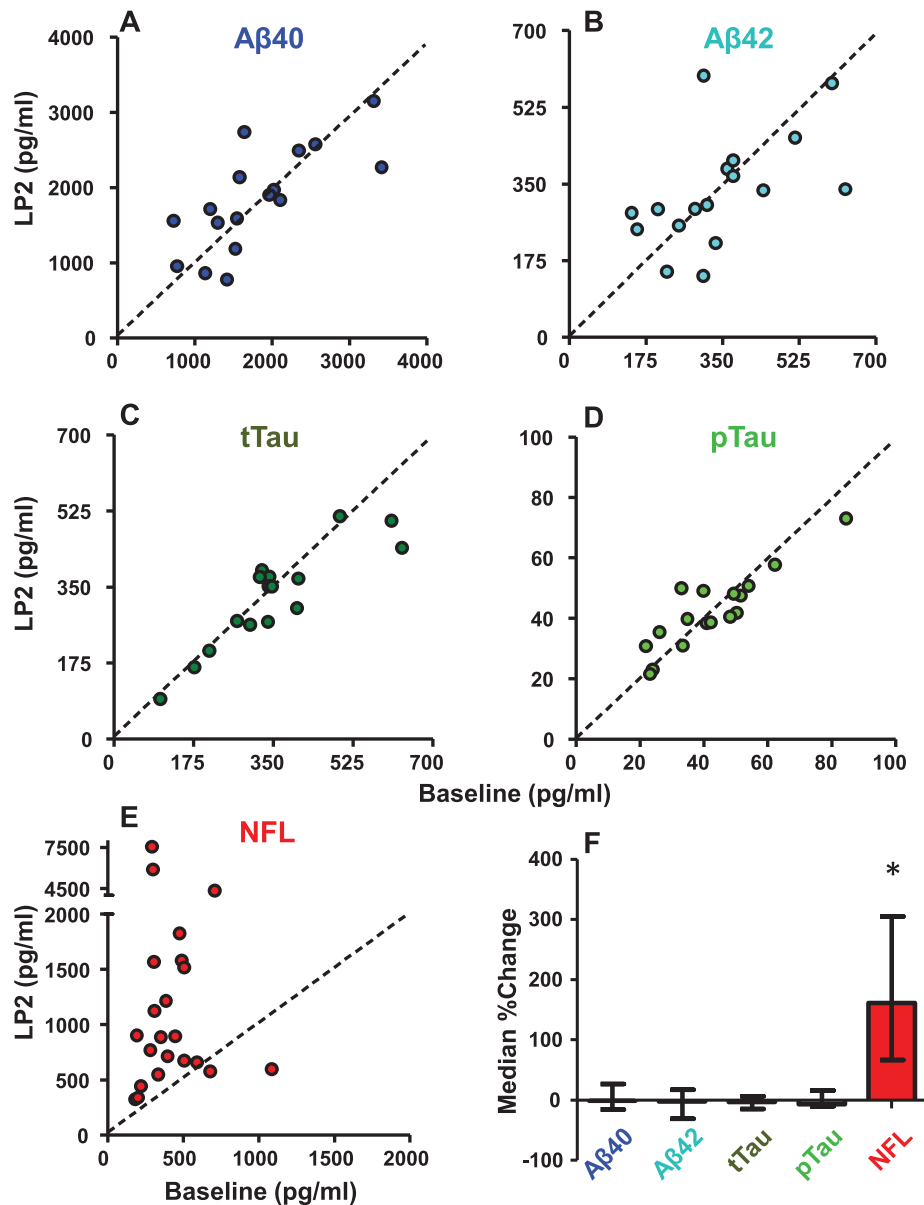 A
Aβ40
4000
3000
2000
1000
0
LP2 (pg/ml)
0 1000 2000 3000 4000
B
Aβ42
700
525
350
175
0
0 175 350 525 700
C
tTau
700
525
350
175
0
LP2 (pg/ml)
0 175 350 525 700
D
pTau
100
80
60
40
20
0
0 20 40 60 80 100
Baseline (pg/ml)
E
NFL
7500
4500
2000
1500
1000
500
0
LP2 (pg/ml)
0 500 1000 1500 2000
Baseline (pg/ml)
F
400
300
200
100
0
-100
Median %Change
*
Aβ40 Aβ42 tTau pTau NFL